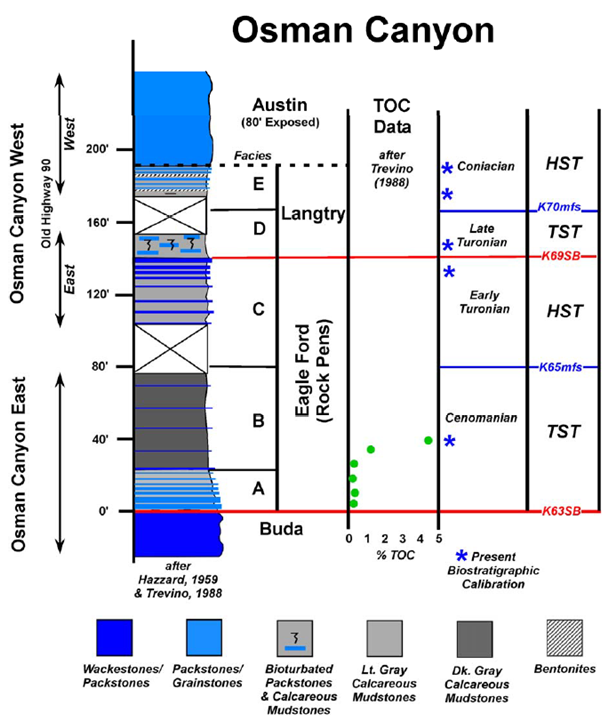 Osman Canyon
Austin
(80' Exposed)
TOC
Data
after
Trevino
(1988)
Facies
Osman Canyon West
Old Highway 90
West
East
Osman Canyon East
200'
160'
120'
80'
40'
0'
E
D
C
B
A
Langtry
Eagle Ford
(Rock Pens)
Buda
* Coniacian
*
* Late
Turonian
*
Early
Turonian
Cenomanian
*
HST
K70mfs
TST
K69SB
HST
K65mfs
TST
K63SB
0 1 2 3 4 5
% TOC
* Present
Biostratigraphic
Calibration
after
Hazzard, 1959
& Trevino, 1988
Wackestones/
Packstones
Packstones/
Grainstones
Bioturbated
Packstones
& Calcareous
Mudstones
Lt. Gray
Calcareous
Mudstones
Dk. Gray
Calcareous
Mudstones
Bentonites